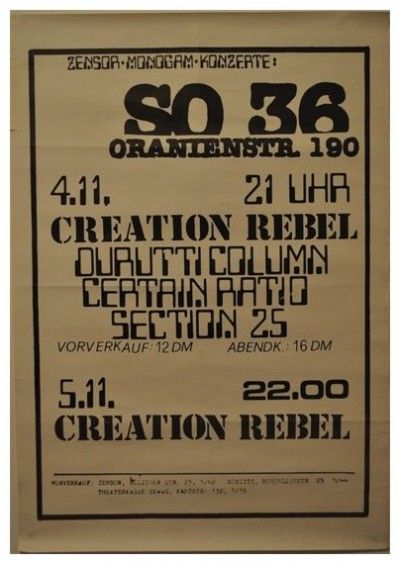 ZENSOR·MONOGAM·KONZERTE:
SO 36
ORANIENSTR. 190
4.11. 21 UHR
CREATION REBEL
DURUTTI COLUMN
CERTAIN RATIO
SECTION 25
VORVERKAUF: 12 DM ABENDK.: 16 DM
5.11. 22.00
CREATION REBEL
VORVERKAUF: ZENSOR, STR.
THEATERKASSE